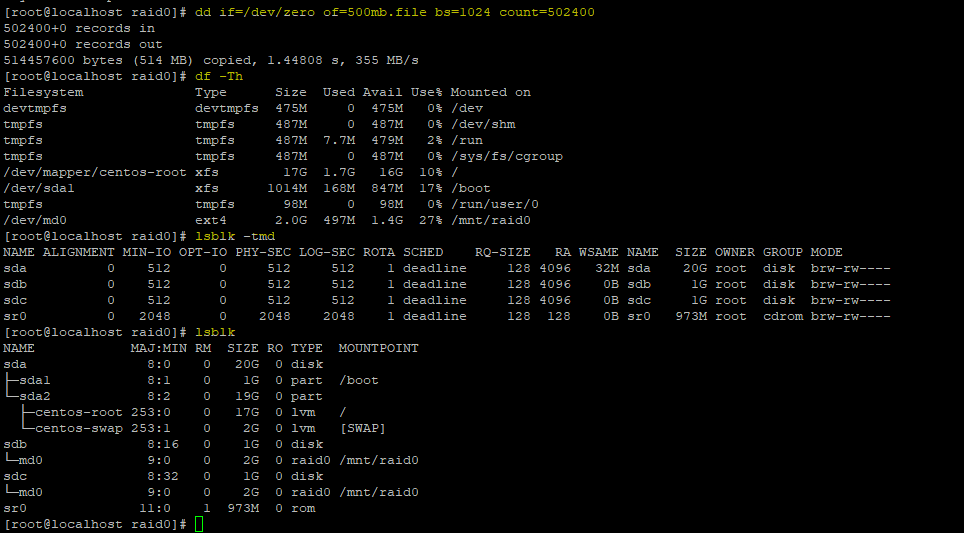 [root@localhost raid0]# dd if=/dev/zero of=500mb.file bs=1024 count=502400
502400+0 records in
502400+0 records out
514457600 bytes (514 MB) copied, 1.44808 s, 355 MB/s
[root@localhost raid0]# df -Th
Filesystem              Type      Size  Used Avail Use% Mounted on
devtmpfs                devtmpfs  475M     0  475M   0% /dev
tmpfs                   tmpfs     487M     0  487M   0% /dev/shm
tmpfs                   tmpfs     487M  7.7M  479M   2% /run
tmpfs                   tmpfs     487M     0  487M   0% /sys/fs/cgroup
/dev/mapper/centos-root xfs        17G  1.7G   16G  10% /
/dev/sda1               xfs      1014M  168M  847M  17% /boot
tmpfs                   tmpfs      98M     0   98M   0% /run/user/0
/dev/md0                ext4      2.0G  497M  1.4G  27% /mnt/raid0
[root@localhost raid0]# lsblk -tmd
NAME ALIGNMENT MIN-IO OPT-IO PHY-SEC LOG-SEC ROTA SCHED    RQ-SIZE   RA WSAME NAME  SIZE OWNER GROUP MODE
sda          0    512      0     512     512    1 deadline     128 4096   32M sda    20G root  disk  brw-rw----
sdb          0    512      0     512     512    1 deadline     128 4096    0B sdb     1G root  disk  brw-rw----
sdc          0    512      0     512     512    1 deadline     128 4096    0B sdc     1G root  disk  brw-rw----
sr0          0   2048      0    2048    2048    1 deadline     128  128    0B sr0   973M root  cdrom brw-rw----
[root@localhost raid0]# lsblk
NAME            MAJ:MIN RM  SIZE RO TYPE  MOUNTPOINT
sda               8:0    0   20G  0 disk
├─sda1            8:1    0    1G  0 part  /boot
└─sda2            8:2    0   19G  0 part
  ├─centos-root 253:0    0   17G  0 lvm   /
  └─centos-swap 253:1    0    2G  0 lvm   [SWAP]
sdb               8:16   0    1G  0 disk
└─md0             9:0    0    2G  0 raid0 /mnt/raid0
sdc               8:32   0    1G  0 disk
└─md0             9:0    0    2G  0 raid0 /mnt/raid0
sr0              11:0    1  973M  0 rom
[root@localhost raid0]#